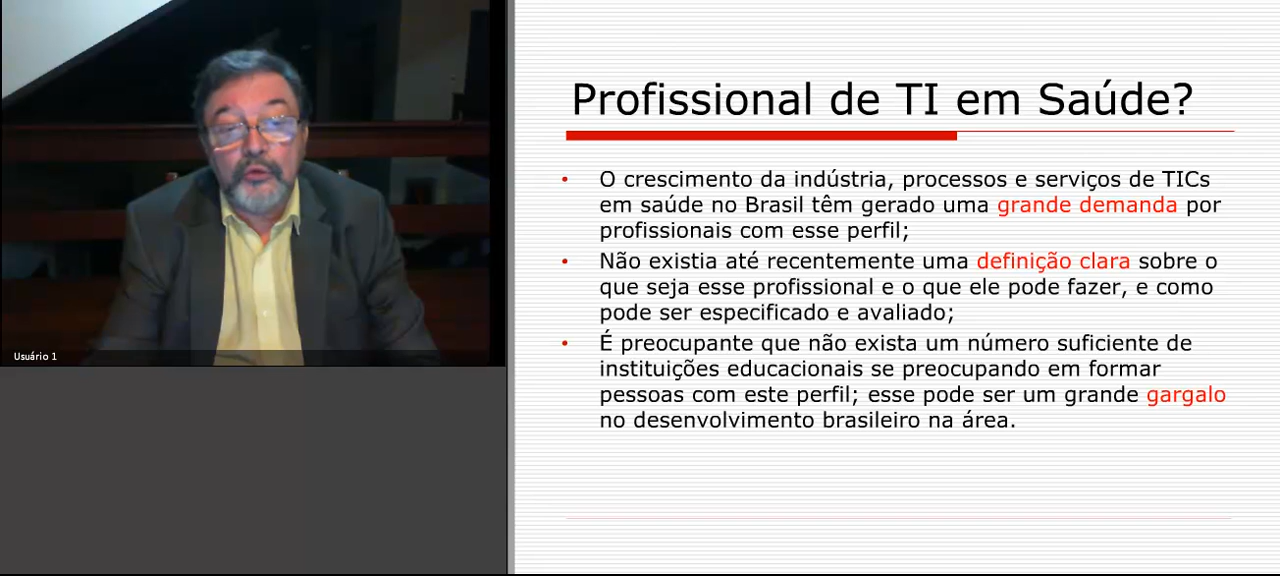 Usuário 1
Profissional de TI em Saúde?
• O crescimento da indústria, processos e serviços de TICs
em saúde no Brasil têm gerado uma grande demanda por
profissionais com esse perfil;
• Não existia até recentemente uma definição clara sobre o
que seja esse profissional e o que ele pode fazer, e como
pode ser especificado e avaliado;
• É preocupante que não exista um número suficiente de
instituições educacionais se preocupando em formar
pessoas com este perfil; esse pode ser um grande gargalo
no desenvolvimento brasileiro na área.